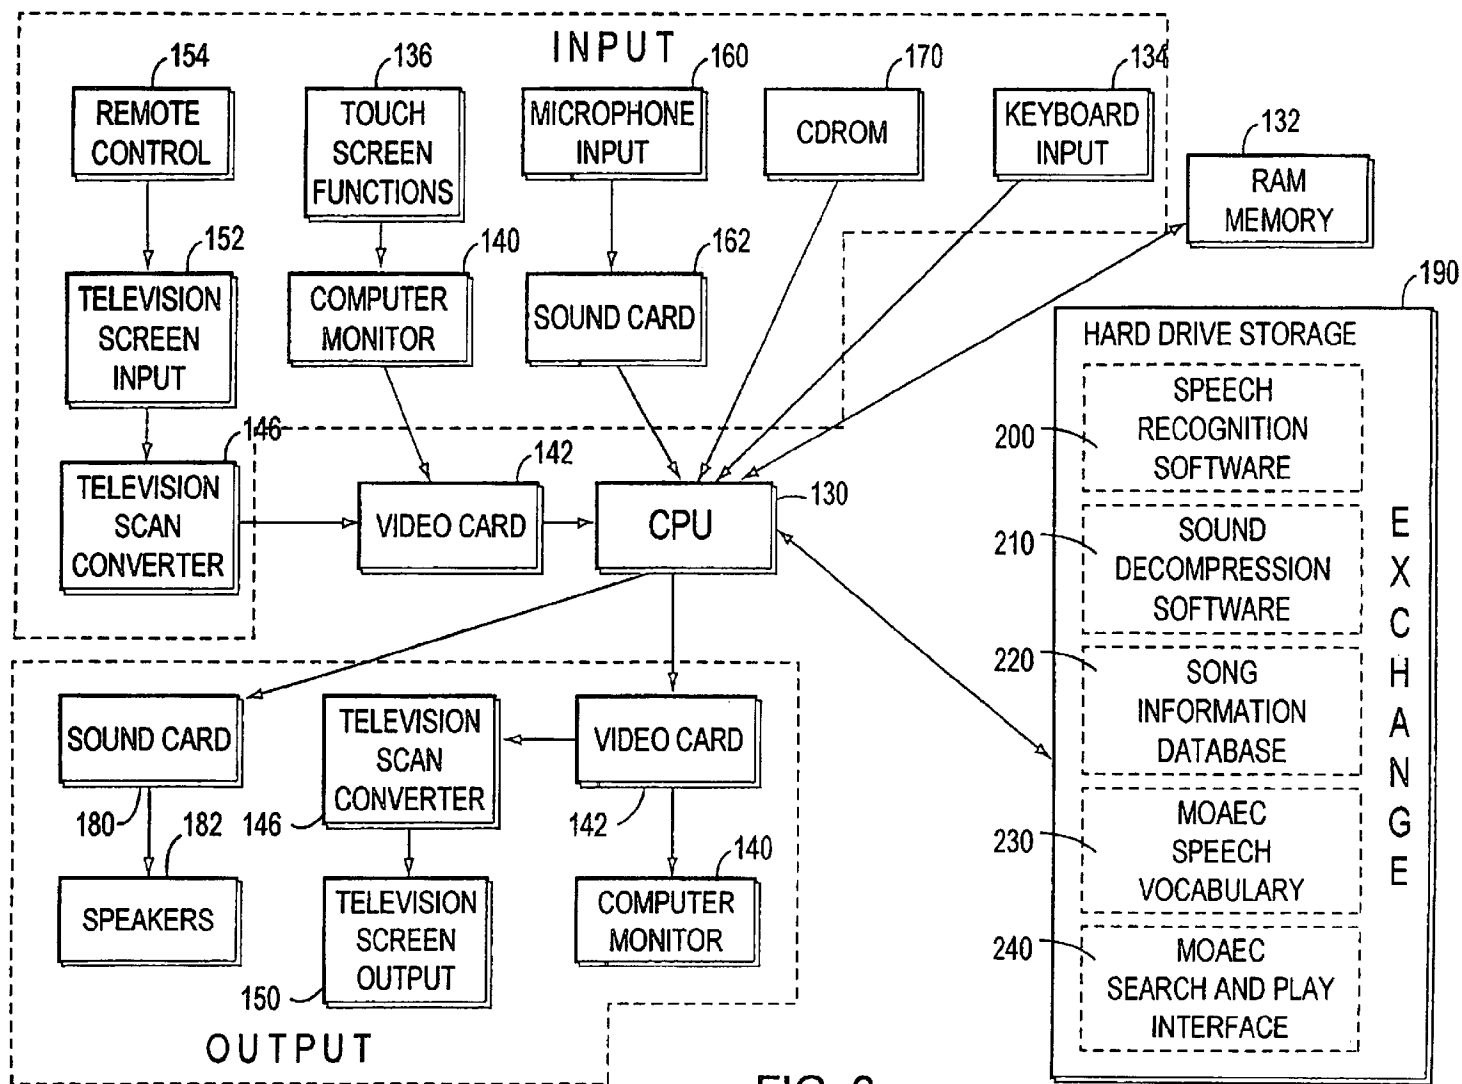 INPUT
154
REMOTE
CONTROL
136
TOUCH
SCREEN
FUNCTIONS
160
MICROPHONE
INPUT
170
CDROM
134
KEYBOARD
INPUT
132
RAM
MEMORY
152
TELEVISION
SCREEN
INPUT
140
COMPUTER
MONITOR
162
SOUND CARD
146
TELEVISION
SCAN
CONVERTER
142
VIDEO CARD
130
CPU
190
HARD DRIVE STORAGE
200
SPEECH
RECOGNITION
SOFTWARE
210
SOUND
DECOMPRESSION
SOFTWARE
220
SONG
INFORMATION
DATABASE
230
MOAEC
SPEECH
VOCABULARY
240
MOAEC
SEARCH AND PLAY
INTERFACE
EXCHANGE
SOUND CARD
180
182
SPEAKERS
TELEVISION
SCAN
CONVERTER
146
TELEVISION
SCREEN
OUTPUT
150
VIDEO CARD
142
140
COMPUTER
MONITOR
OUTPUT